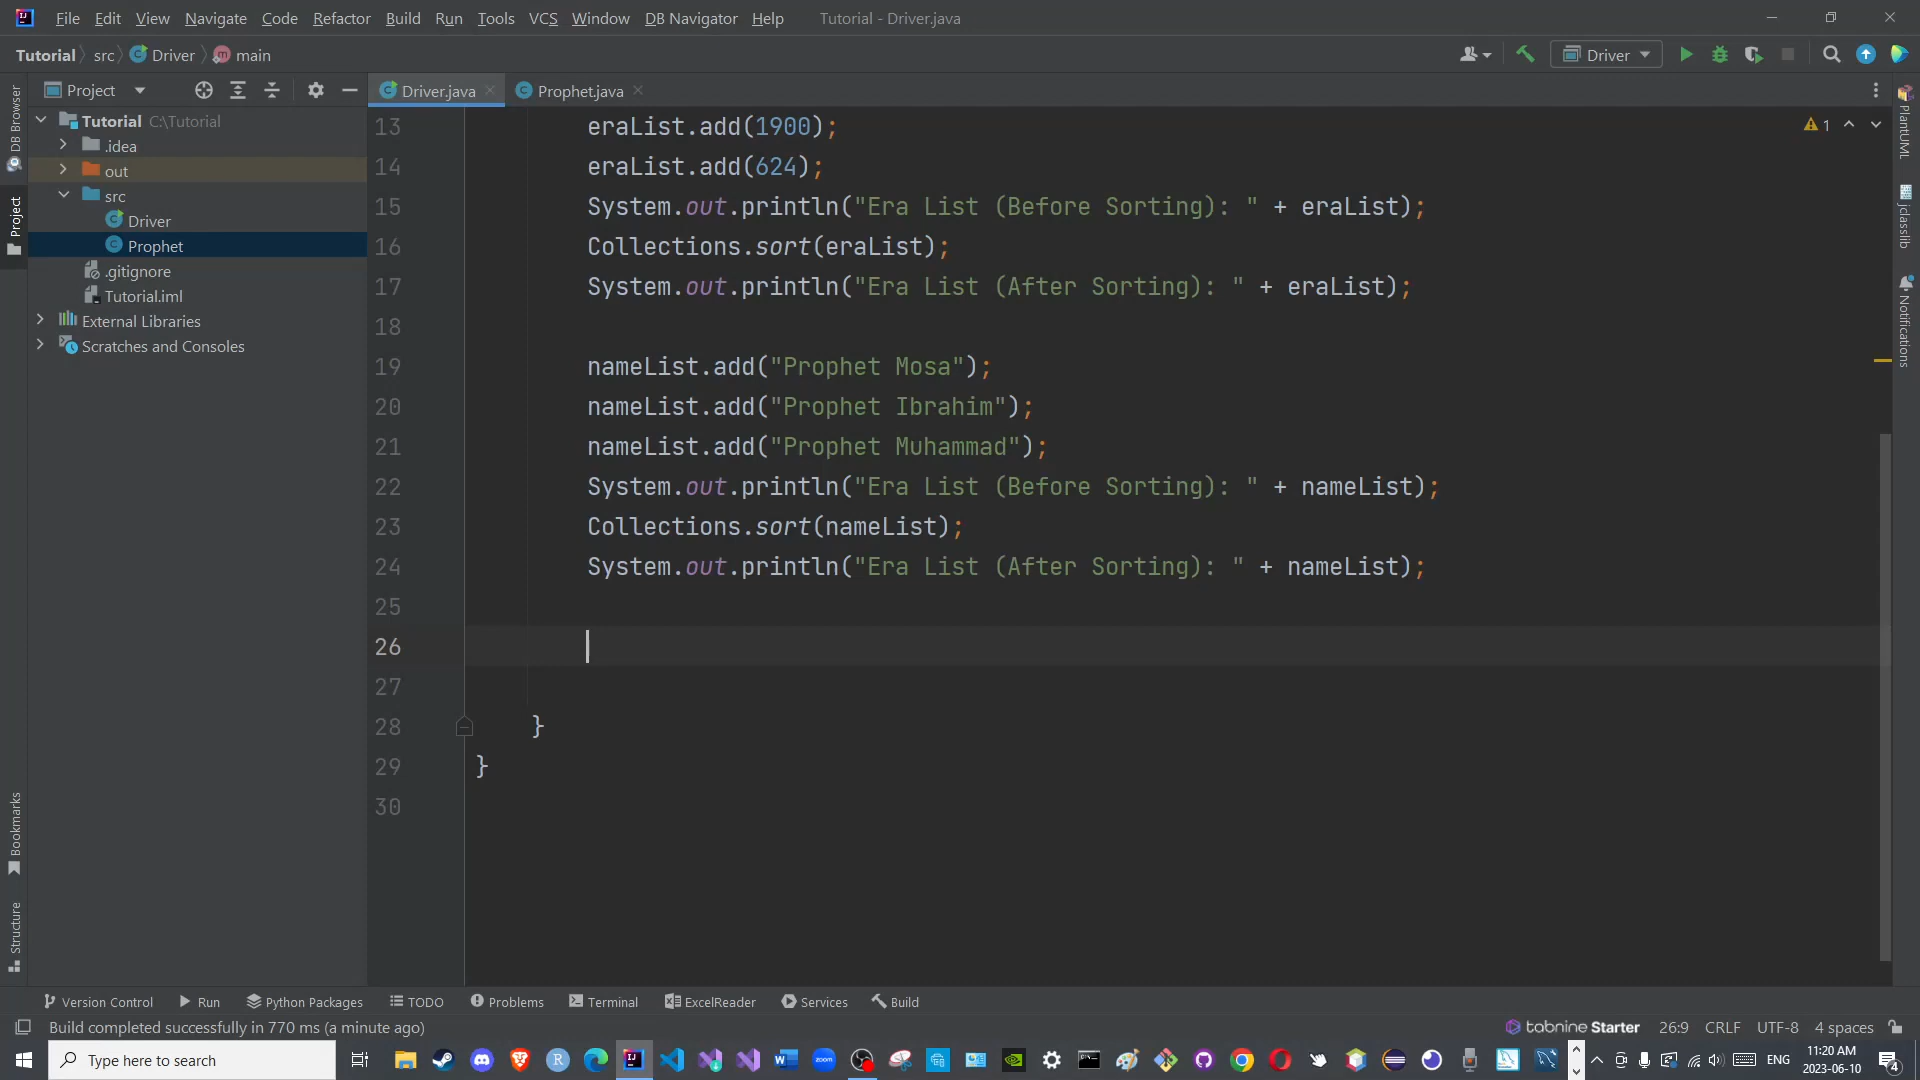 File Edit View Navigate Code Refactor Build Run Tools VCS Window DB Navigator Help Tutorial - Driver.java
Tutorial src Driver main Driver
Project Driver.java Prophet.java
Tutorial C:\Tutorial
.idea
out
src
Driver
Prophet
.gitignore
Tutorial.iml
External Libraries
Scratches and Consoles
DB Browser
Project
Bookmarks
Structure
13 eraList.add(1900);
14 eraList.add(624);
15 System.out.println("Era List (Before Sorting): " + eraList);
16 Collections.sort(eraList);
17 System.out.println("Era List (After Sorting): " + eraList);
18
19 nameList.add("Prophet Mosa");
20 nameList.add("Prophet Ibrahim");
21 nameList.add("Prophet Muhammad");
22 System.out.println("Era List (Before Sorting): " + nameList);
23 Collections.sort(nameList);
24 System.out.println("Era List (After Sorting): " + nameList);
25
26
27
28 }
29 }
30
1
PlantUML
jclasslib
Notifications
Version Control Run Python Packages TODO Problems Terminal ExcelReader Services Build
Build completed successfully in 770 ms (a minute ago) tabnine Starter 26:9 CRLF UTF-8 4 spaces
Type here to search zoom ENG 11:20 AM
2023-06-10 4